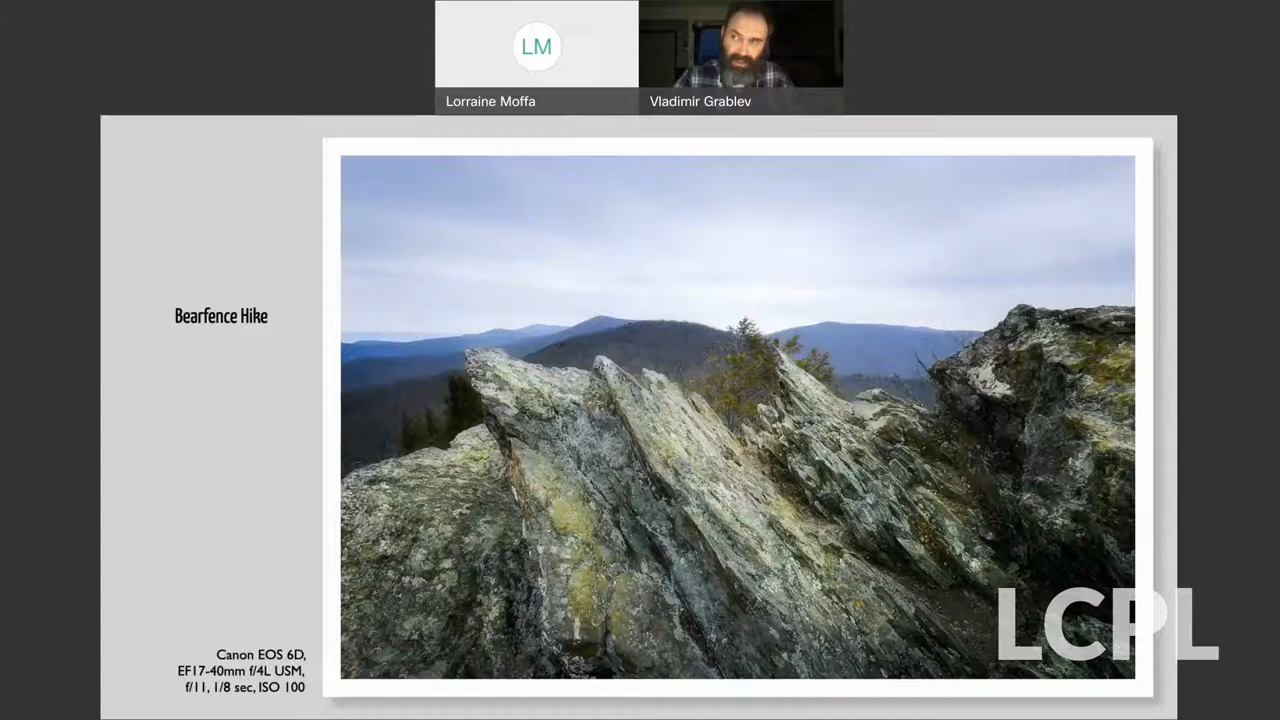 LM
Lorraine Moffa
Vladimir Grablev
Bearfence Hike
Canon EOS 6D,
EF17-40mm f/4L USM,
f/11, 1/8 sec, ISO 100
LCPL